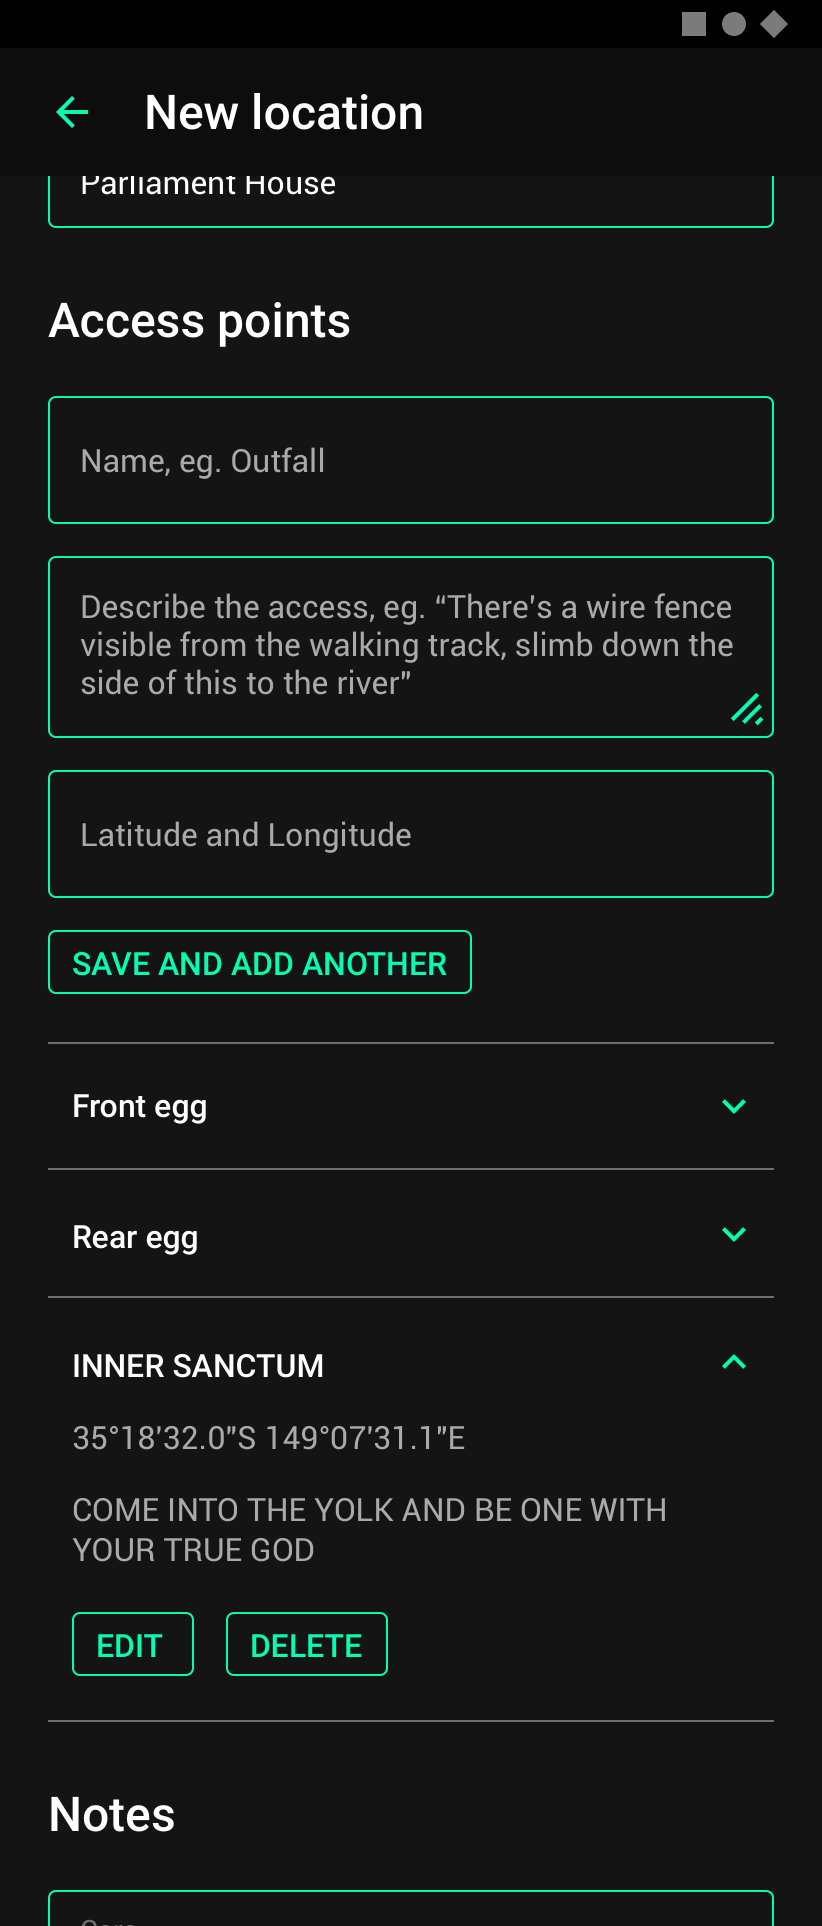 New location
Parliament House
Access points
Name, eg. Outfall
Describe the access, eg. “There's a wire fence
visible from the walking track, slimb down the
side of this to the river"
Latitude and Longitude
SAVE AND ADD ANOTHER
Front egg
Rear egg
INNER SANCTUM
35°18'32.0"S 149°07'31.1"E
COME INTO THE YOLK AND BE ONE WITH
YOUR TRUE GOD
EDIT
DELETE
Notes